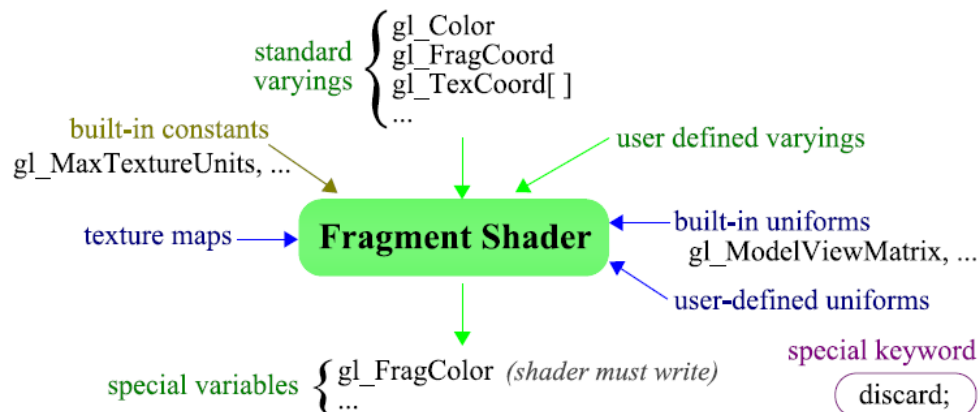 standard
varyings
gl_Color
gl_FragCoord
gl_TexCoord[ ]
...
built-in constants
gl_MaxTextureUnits, ...
user defined varyings
texture maps
Fragment Shader
built-in uniforms
gl_ModelViewMatrix, ...
user-defined uniforms
special variables
gl_FragColor (shader must write)
...
special keyword
discard;